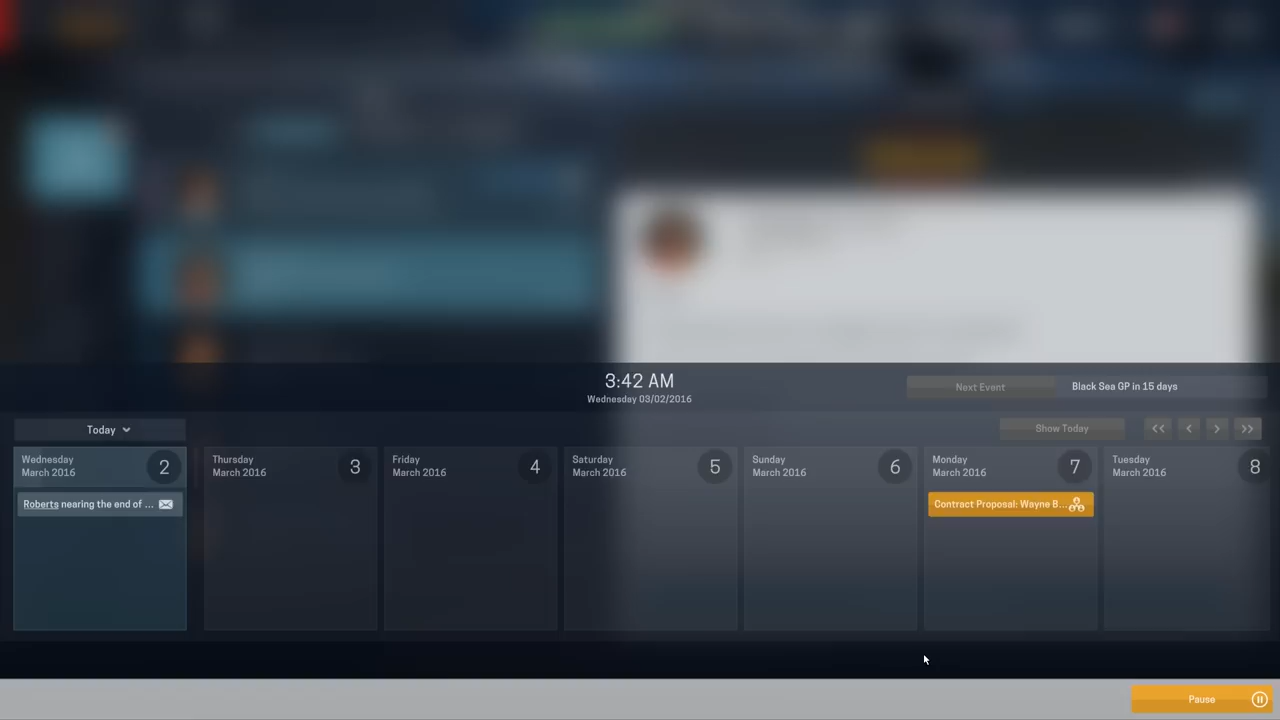 3:42 AM
Wednesday 03/02/2016
Next Event
Black Sea GP in 15 days
Today
Show Today
Wednesday
March 2016
2
Roberts nearing the end of ...
Thursday
March 2016
3
Friday
March 2016
4
Saturday
March 2016
5
Sunday
March 2016
6
Monday
March 2016
7
Contract Proposal: Wayne B...
Tuesday
March 2016
8
Pause